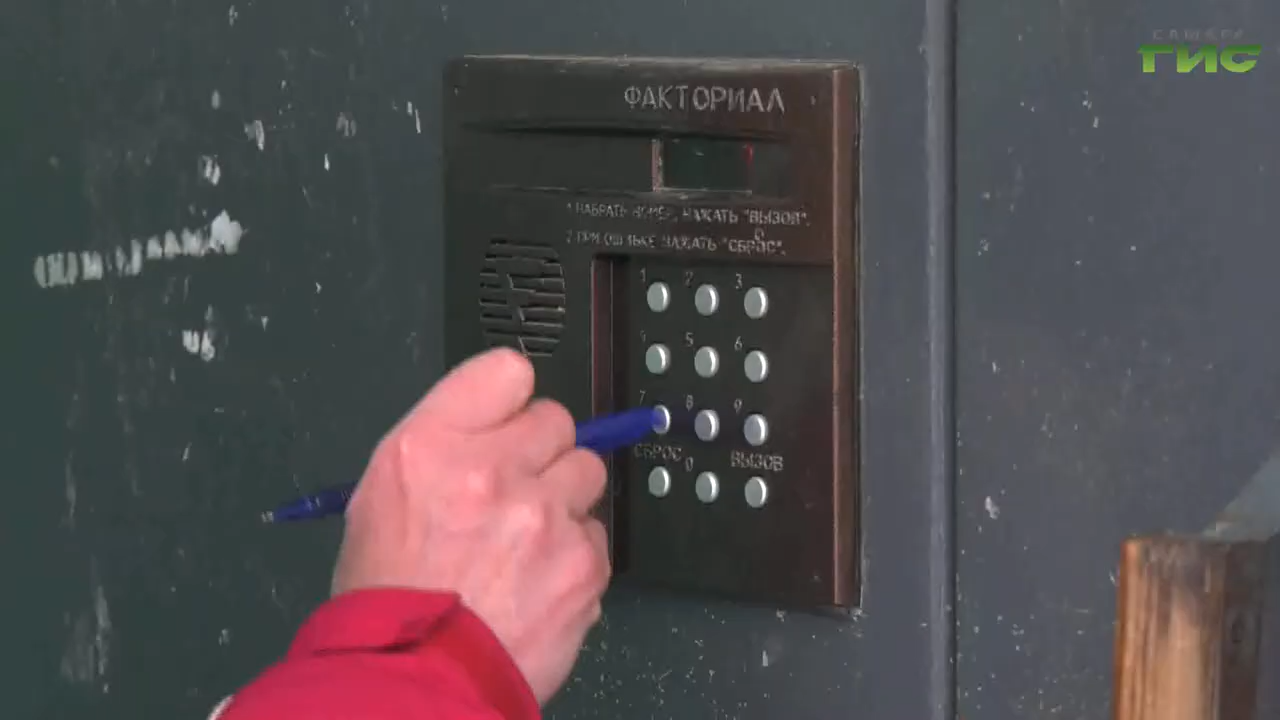 САМАРА
ГИС
ФАКТОРИАЛ
1 НАБРАТЬ НОМЕР, НАЖАТЬ "ВЫЗОВ".
2 ПРИ ОШИБКЕ НАЖАТЬ "СБРОС".
1 2 3
5 6
7 8 9
СБРОС 0 ВЫЗОВ